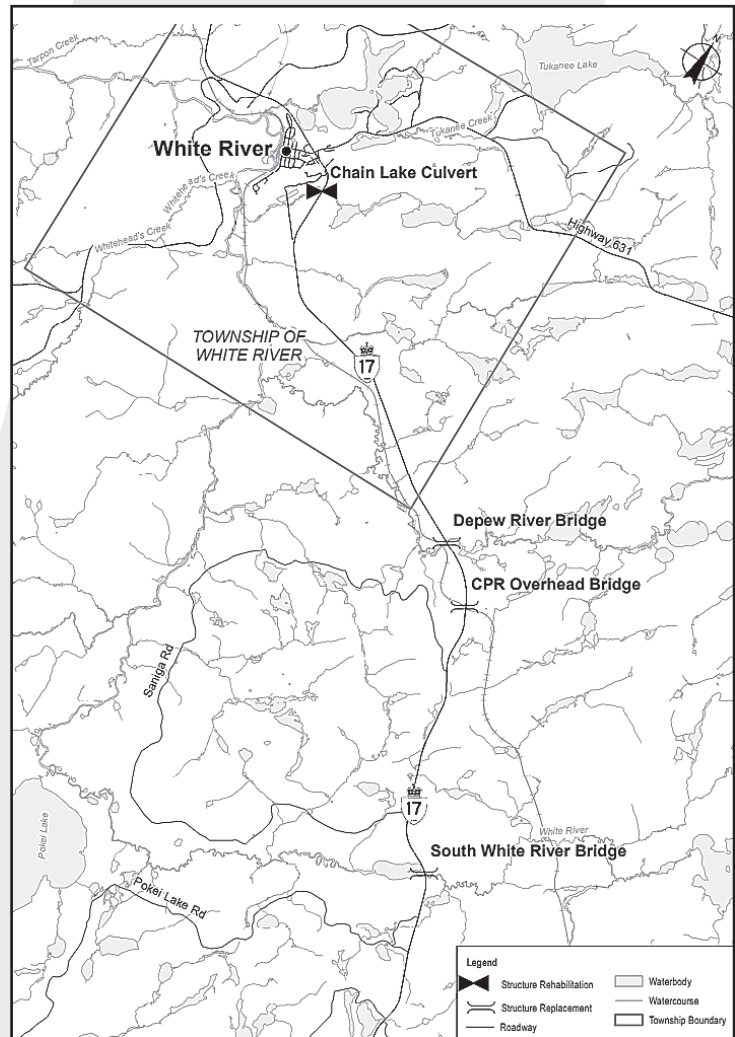 Tarpon Creek
Tukanee Lake
Tukanee Creek
White River
Chain Lake Culvert
Whitehead's Creek
Whitehead's Creek
Highway 631
TOWNSHIP OF
WHITE RIVER
17
Depew River Bridge
CPR Overhead Bridge
Saniga Rd
17
Pokei Lake
White River
South White River Bridge
Pokei Lake Rd
Legend
Structure Rehabilitation
Structure Replacement
Roadway
Waterbody
Watercourse
Township Boundary